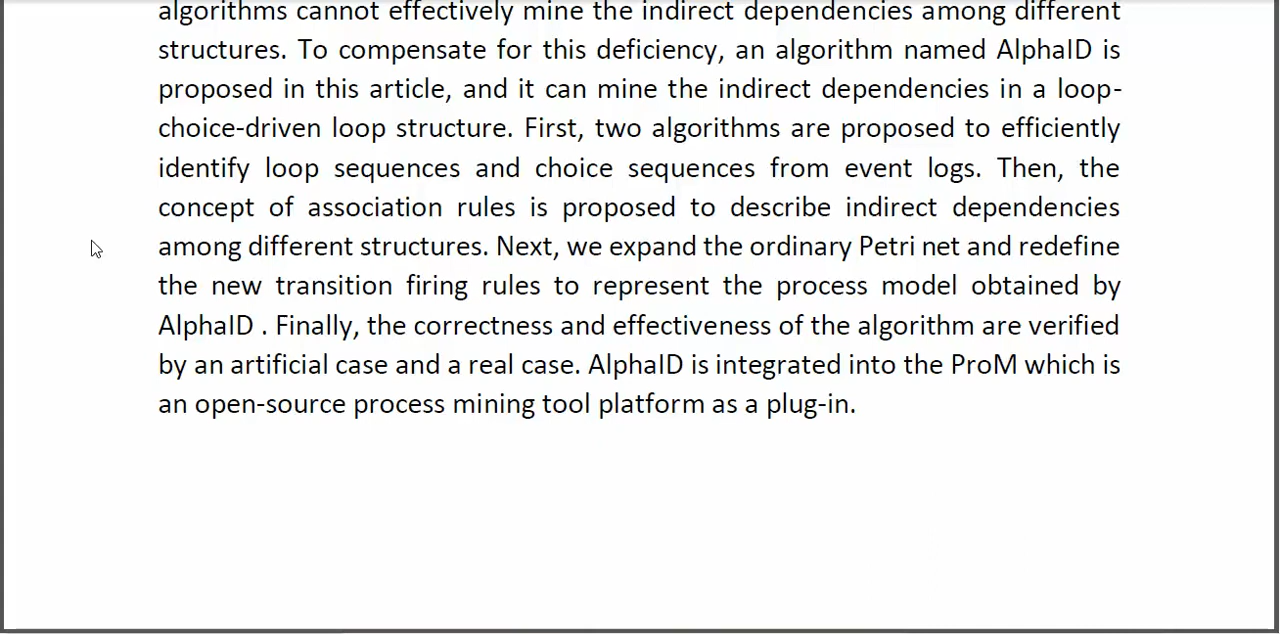 algorithms cannot effectively mine the indirect dependencies among different
structures. To compensate for this deficiency, an algorithm named AlphaID is
proposed in this article, and it can mine the indirect dependencies in a loop-
choice-driven loop structure. First, two algorithms are proposed to efficiently
identify loop sequences and choice sequences from event logs. Then, the
concept of association rules is proposed to describe indirect dependencies
among different structures. Next, we expand the ordinary Petri net and redefine
the new transition firing rules to represent the process model obtained by
AlphaID . Finally, the correctness and effectiveness of the algorithm are verified
by an artificial case and a real case. AlphaID is integrated into the ProM which is
an open-source process mining tool platform as a plug-in.